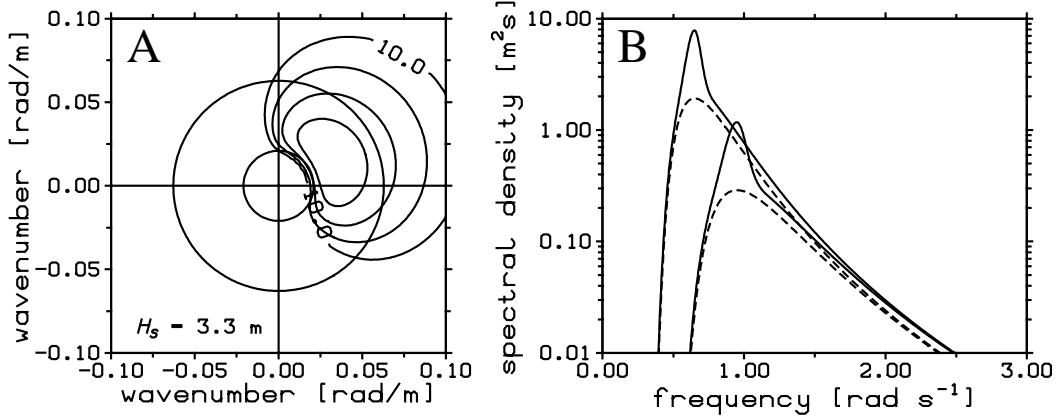 A
0.10
0.05
0.00
-0.05
-0.10
wavenumber [rad/m]
10.0
10.0
Hs = 3.3 m
-0.10 -0.05 0.00 0.05 0.10
wavenumber [rad/m]
B
10.00
1.00
0.10
0.01
spectral density [m²s]
0.00 1.00 2.00 3.00
frequency [rad s⁻¹]